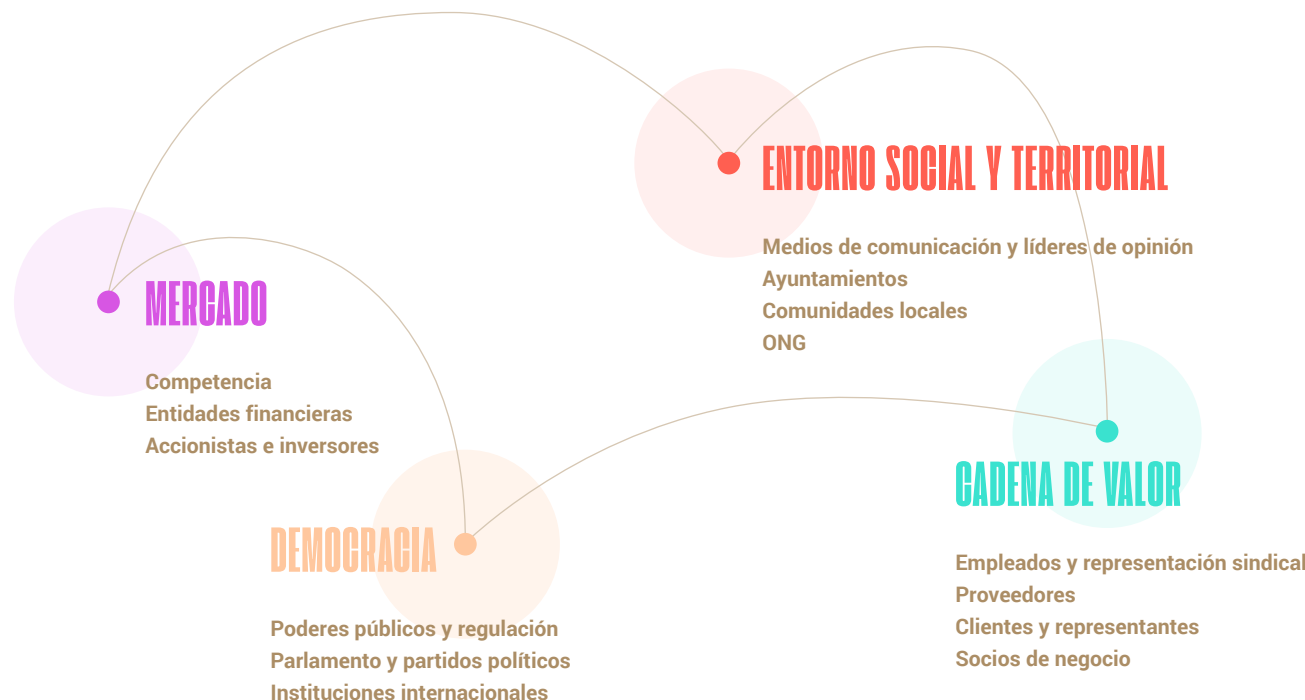 ENTORNO SOCIAL Y TERRITORIAL
Medios de comunicación y líderes de opinión
Ayuntamientos
Comunidades locales
ONG
MERCADO
Competencia
Entidades financieras
Accionistas e inversores
CADENA DE VALOR
Empleados y representación sindical
Proveedores
Clientes y representantes
Socios de negocio
DEMOCRACIA
Poderes públicos y regulación
Parlamento y partidos políticos
Instituciones internacionales